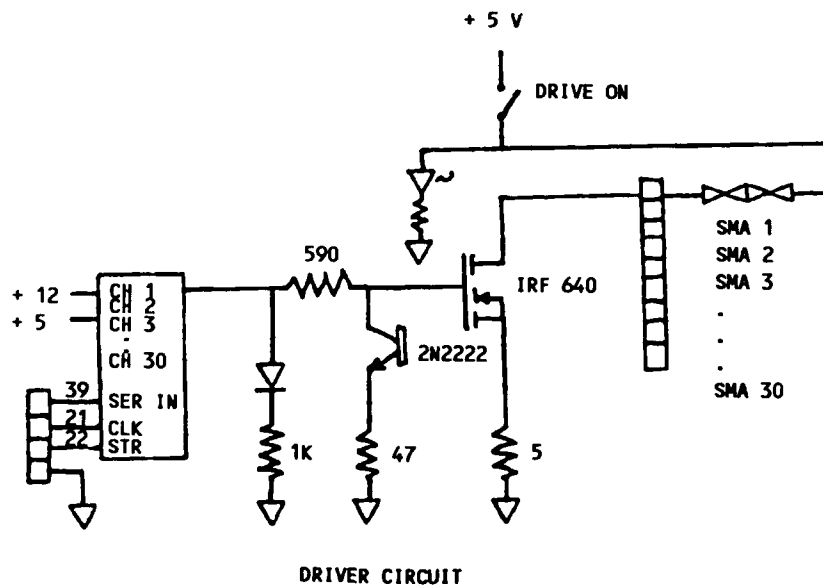 + 5 V
DRIVE ON
590
IRF 640
SMA 1
SMA 2
SMA 3
.
.
.
SMA 30
+ 12
+ 5
CH 1
CH 2
CH 3
.
CH 30
39
SER IN
21
CLK
22
STR
2N2222
1K
47
5
DRIVER CIRCUIT